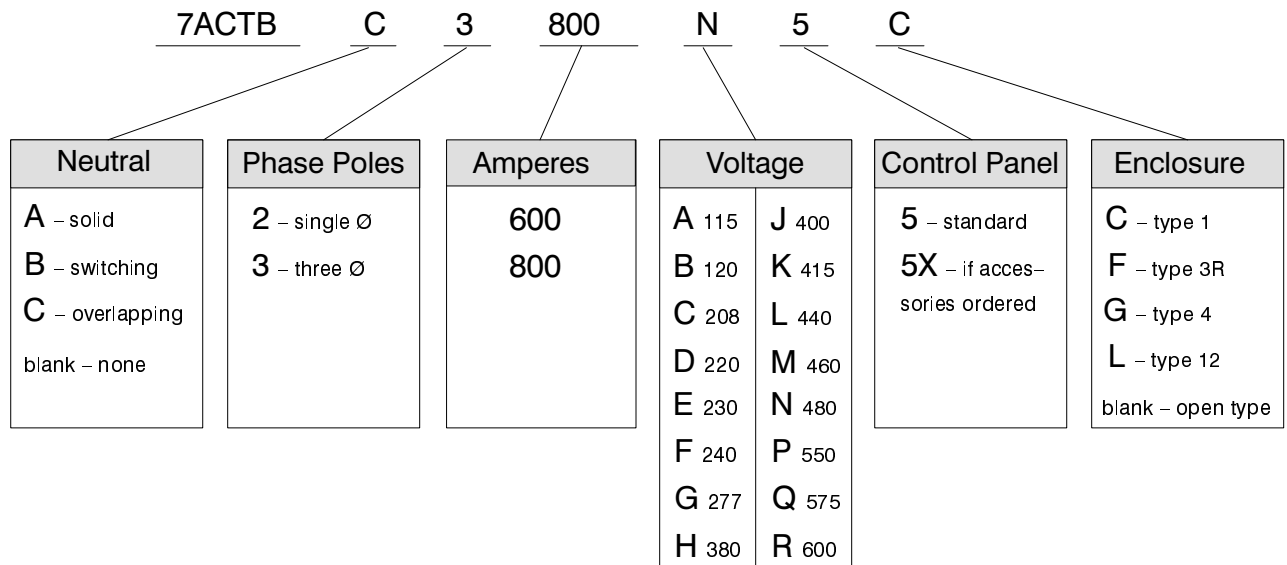 7ACTB C 3 800 N 5 C
Neutral
A – solid
B – switching
C – overlapping
blank – none
Phase Poles
2 – single Ø
3 – three Ø
Amperes
600
800
Voltage
A 115
B 120
C 208
D 220
E 230
F 240
G 277
H 380
J 400
K 415
L 440
M 460
N 480
P 550
Q 575
R 600
Control Panel
5 – standard
5X – if acces–
sories ordered
Enclosure
C – type 1
F – type 3R
G – type 4
L – type 12
blank – open type